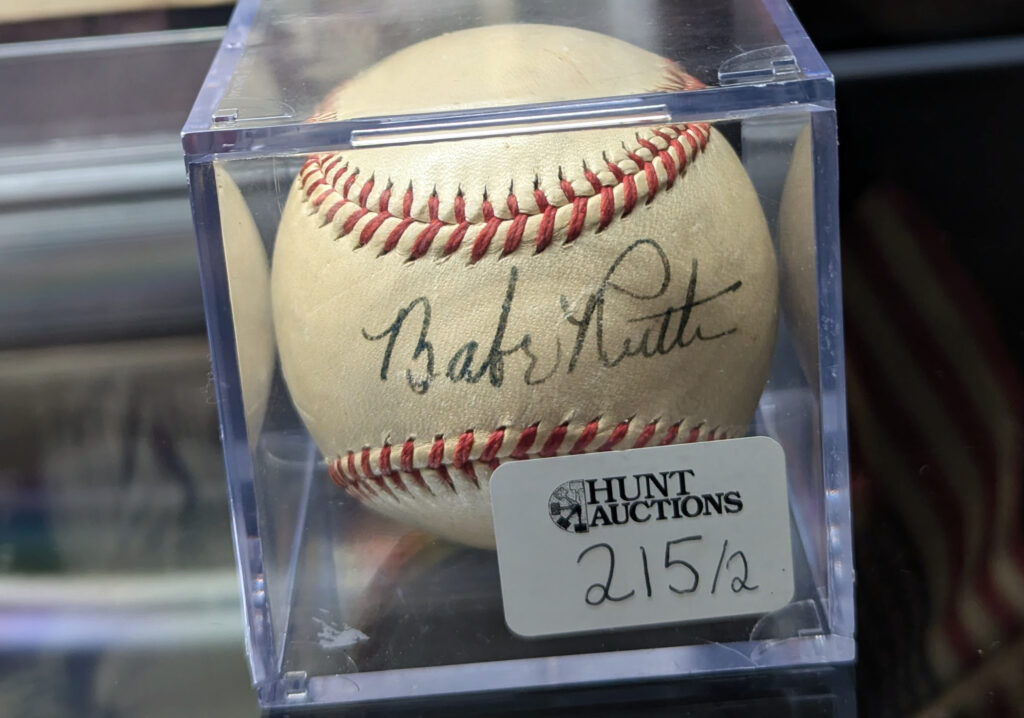 Babe Ruth
HUNT
AUCTIONS
215/2